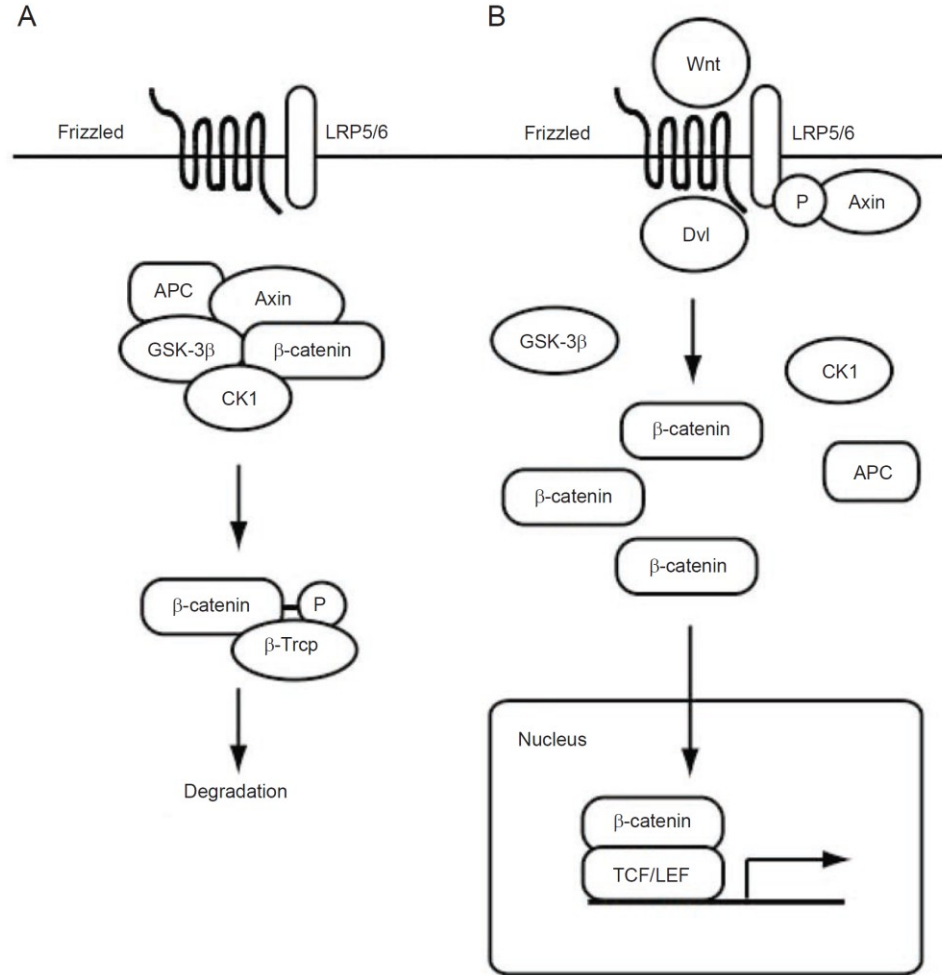 A
Frizzled
LRP5/6
APC
Axin
GSK-3β
β-catenin
CK1
β-catenin
P
β-Trcp
Degradation
B
Wnt
Frizzled
LRP5/6
P
Axin
Dvl
GSK-3β
CK1
β-catenin
APC
β-catenin
β-catenin
Nucleus
β-catenin
TCF/LEF